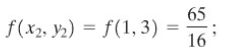 f(x₂, y₂) = f(1, 3) = 65/16;